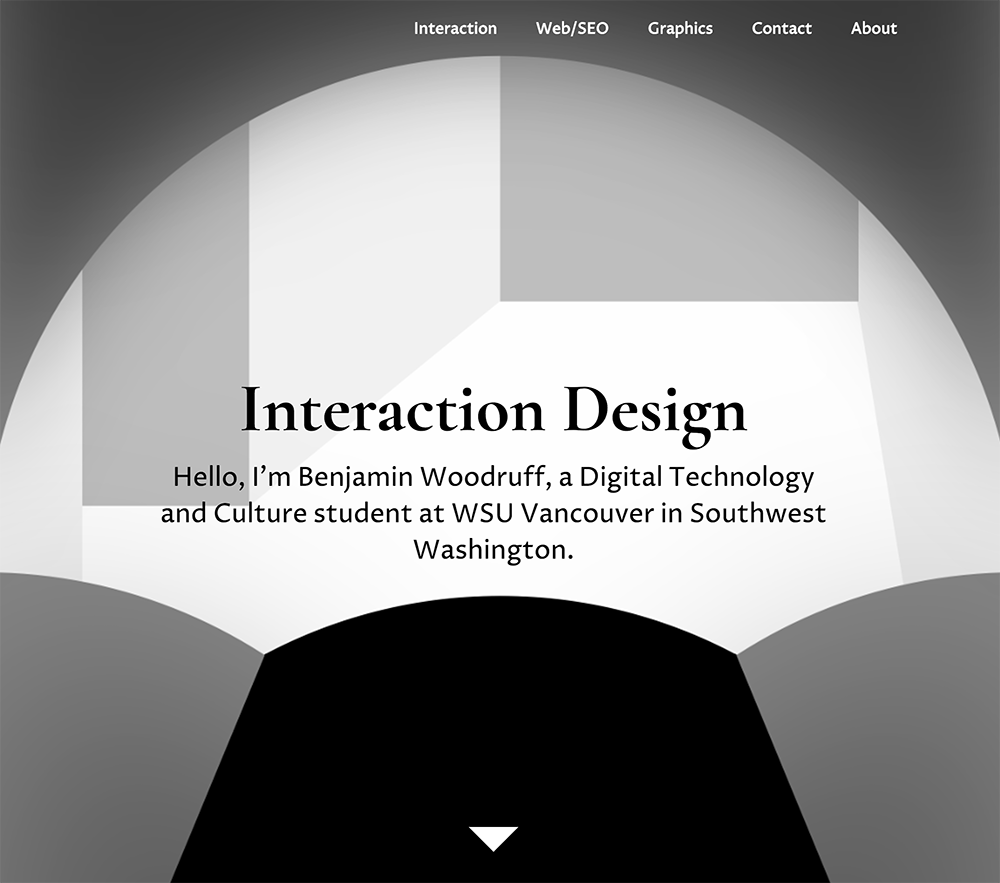 Interaction Web/SEO Graphics Contact About
Interaction Design
Hello, I’m Benjamin Woodruff, a Digital Technology
and Culture student at WSU Vancouver in Southwest
Washington.